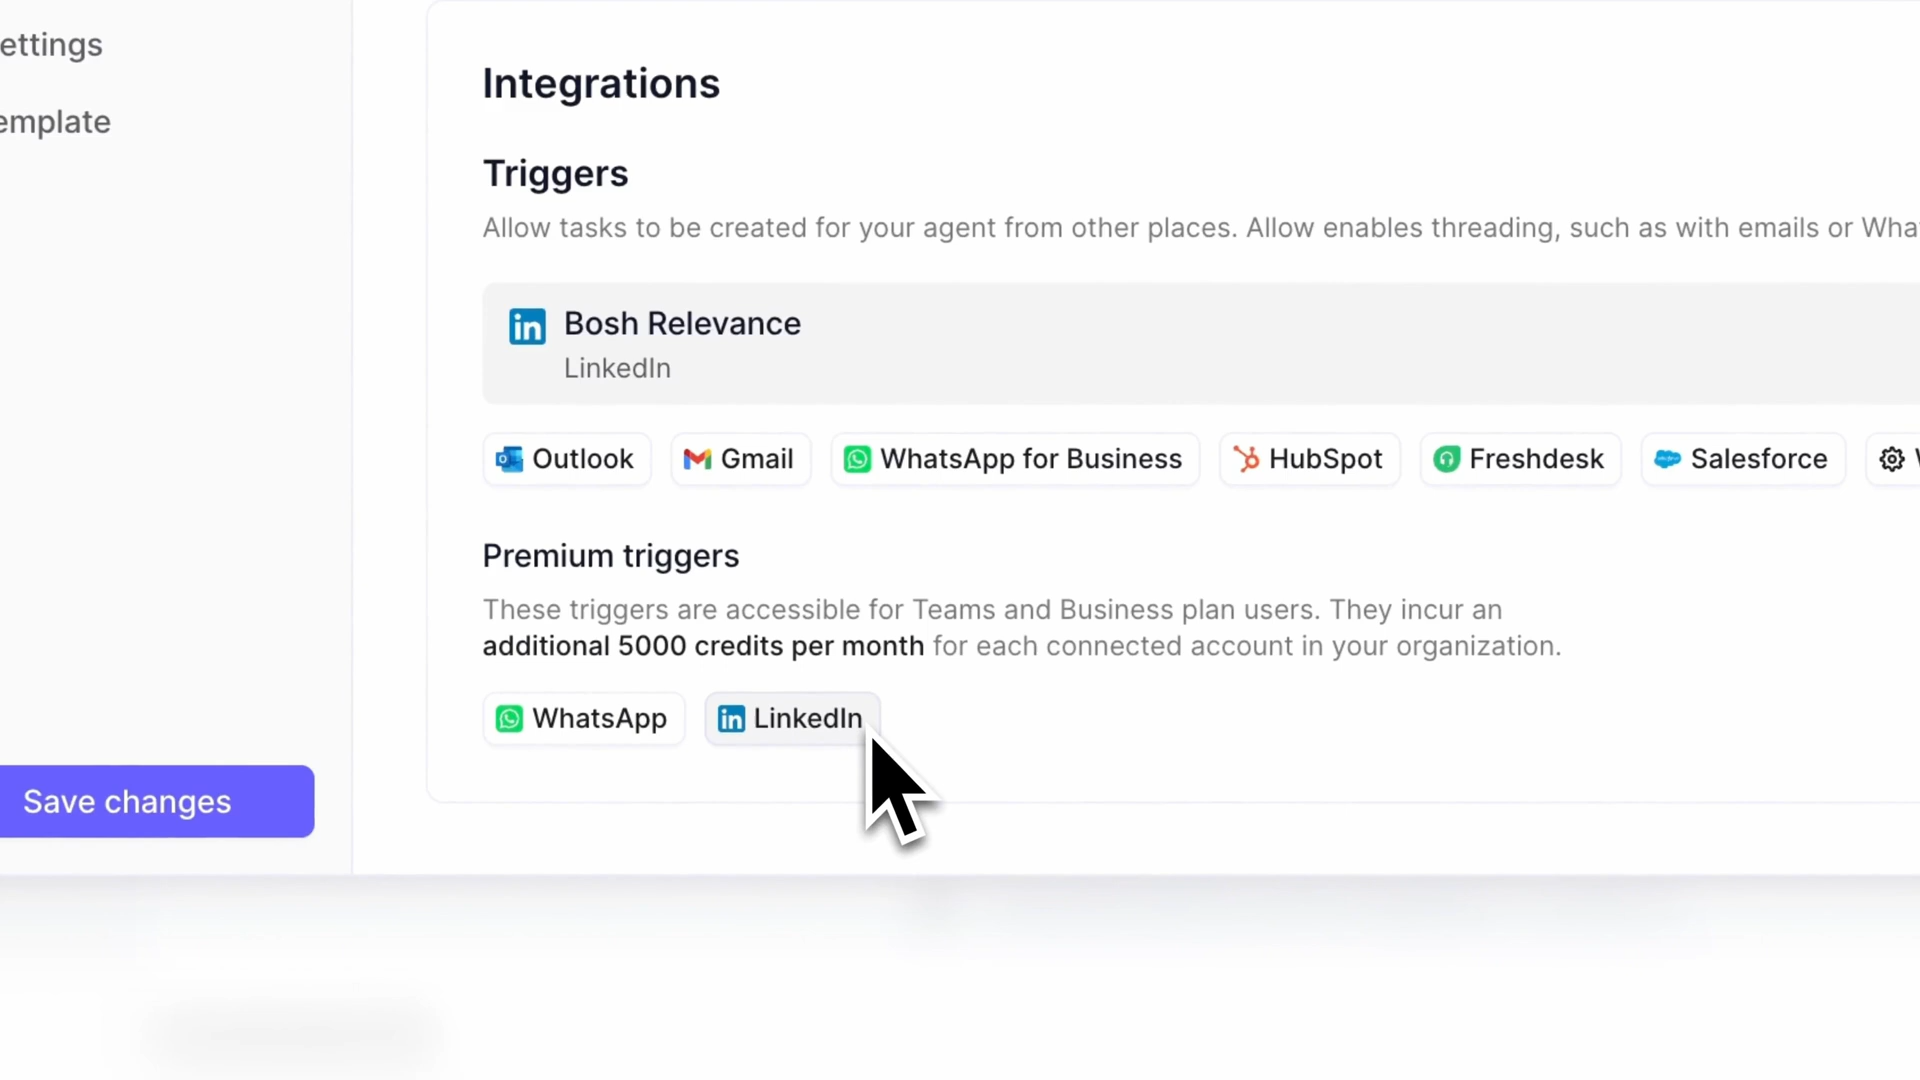 ettings
emplate
Integrations
Triggers
Allow tasks to be created for your agent from other places. Allow enables threading, such as with emails or Wha
in Bosh Relevance
LinkedIn
Outlook Gmail WhatsApp for Business HubSpot Freshdesk Salesforce
Premium triggers
These triggers are accessible for Teams and Business plan users. They incur an
additional 5000 credits per month for each connected account in your organization.
WhatsApp in LinkedIn
Save changes